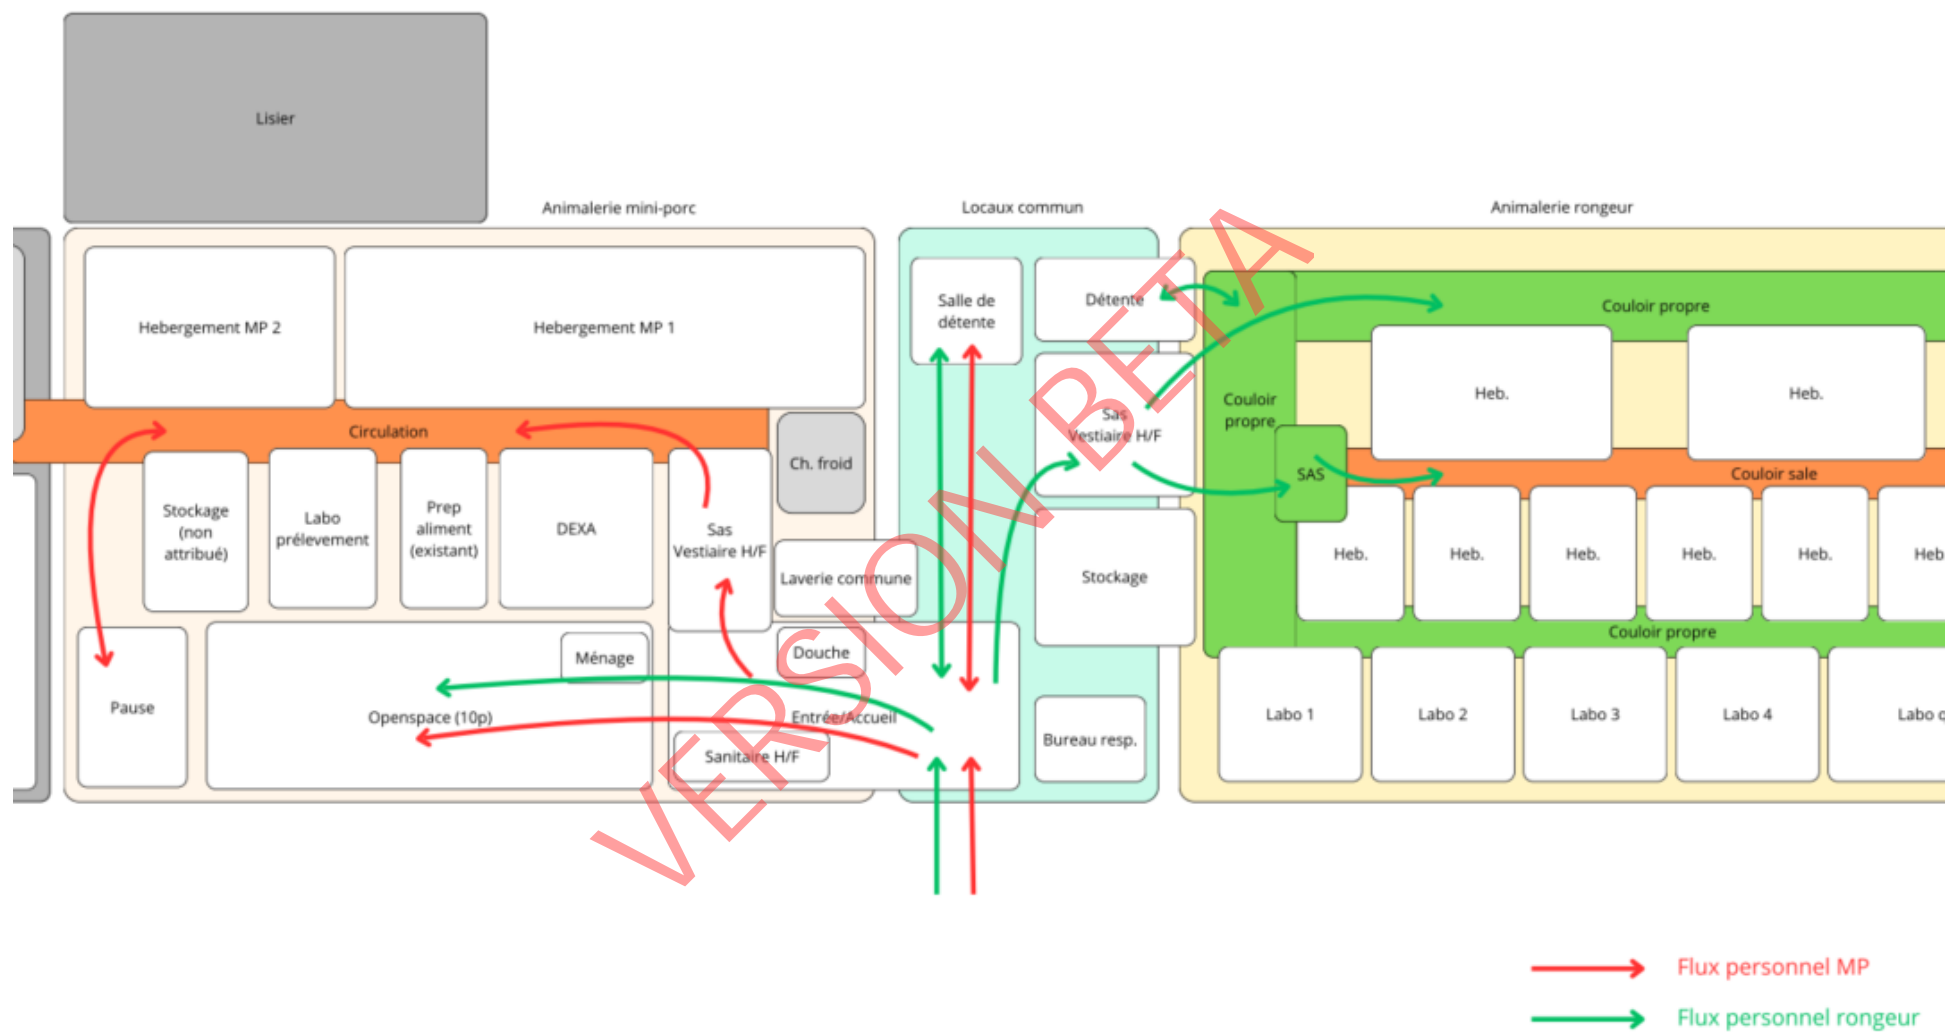 Lisier
Animalerie mini-porc
Locaux commun
Animalerie rongeur
Hebergement MP 2
Hebergement MP 1
Salle de
détente
Détente
Couloir propre
Circulation
Ch. froid
Sas
Vestiaire H/F
Couloir
propre
Heb.
Heb.
SAS
Couloir sale
Stockage
(non
attribué)
Labo
prélevement
Prep
aliment
(existant)
DEXA
Sas
Vestiaire H/F
Laverie commune
Stockage
Heb.
Heb.
Heb.
Heb.
Heb.
Heb
Couloir propre
Ménage
Douche
Pause
Openspace (10p)
Entrée/Accueil
Sanitaire H/F
Bureau resp.
Labo 1
Labo 2
Labo 3
Labo 4
Labo
VERSION BETA
Flux personnel MP
Flux personnel rongeur